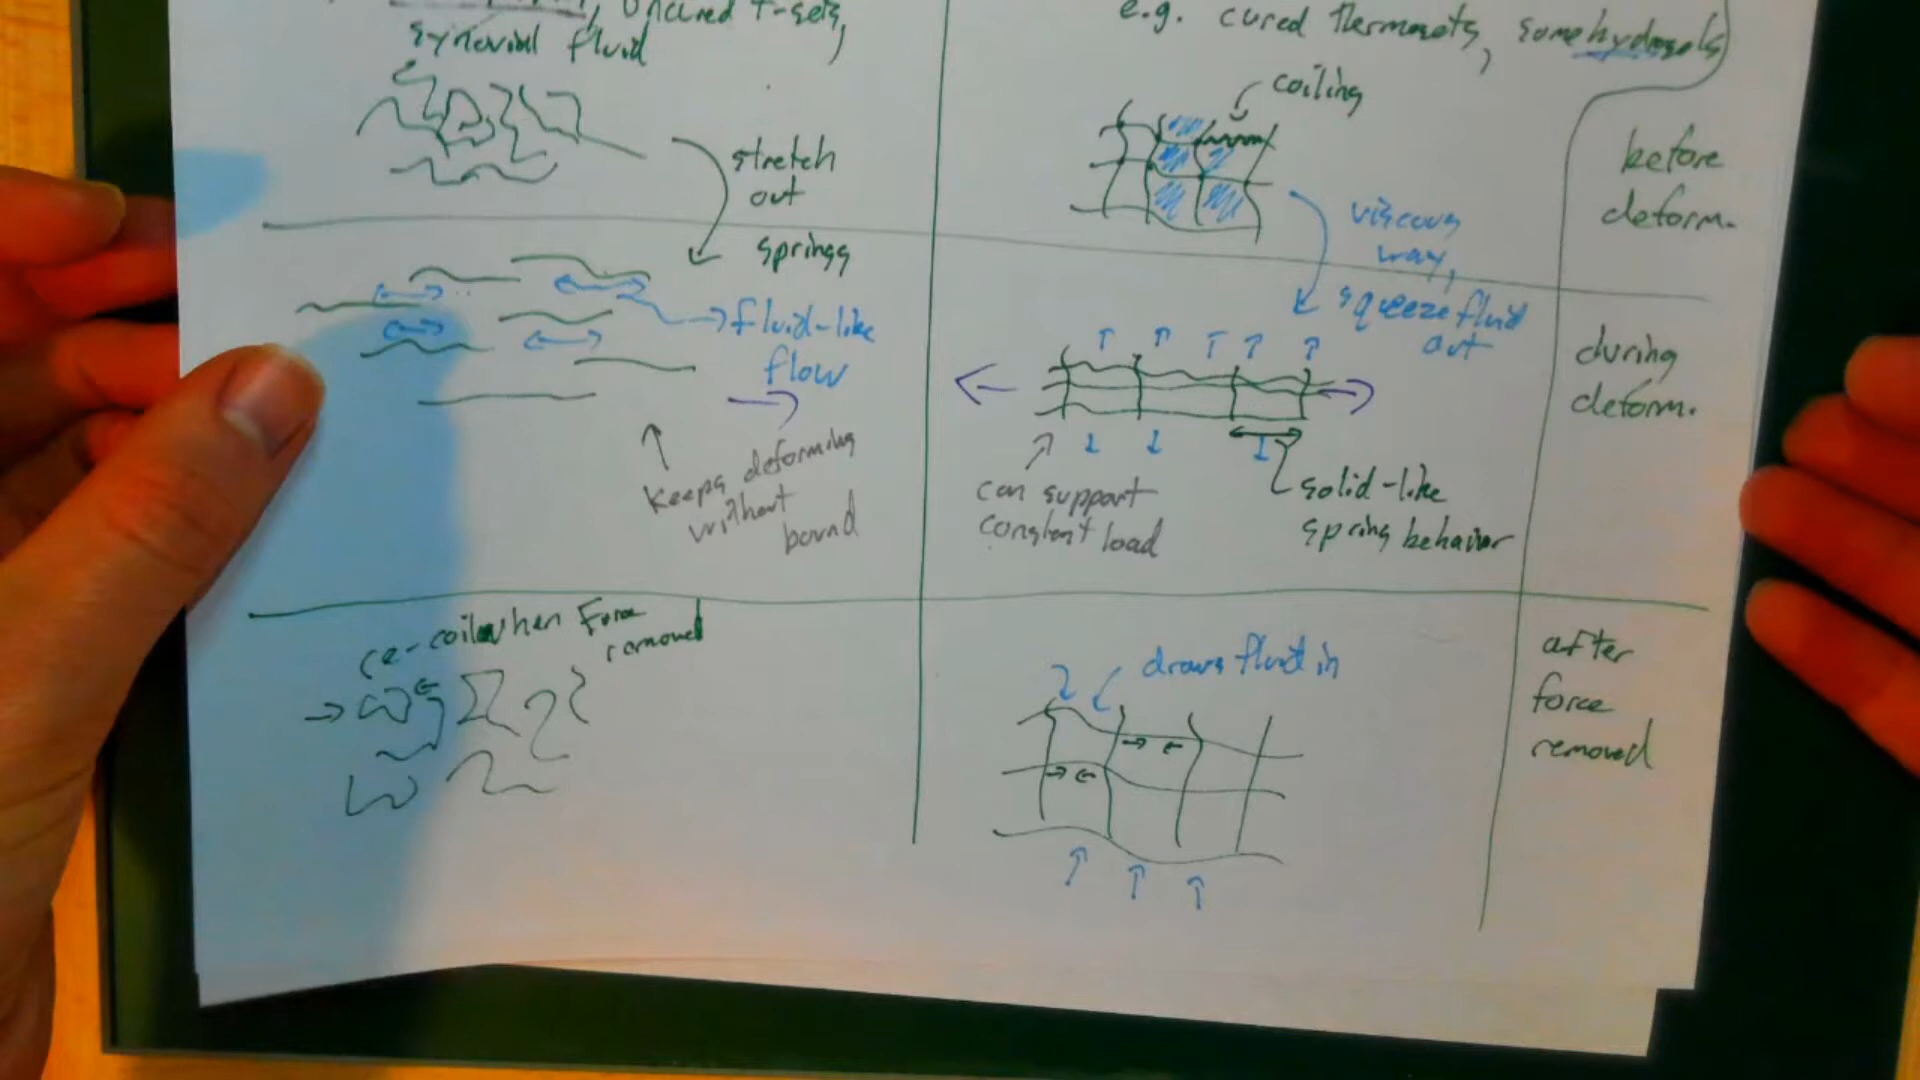 uncured T-sets,
synovial fluid
stretch
out
springs
fluid-like
flow
keeps deforming
without
bound
re-coil when Force
removed
e.g. cured thermosets, some hydrogels
coiling
viscous
way,
squeeze fluid
out
can support
constant load
solid-like
spring behavior
draws fluid in
before
deform.
during
deform.
after
force
removed